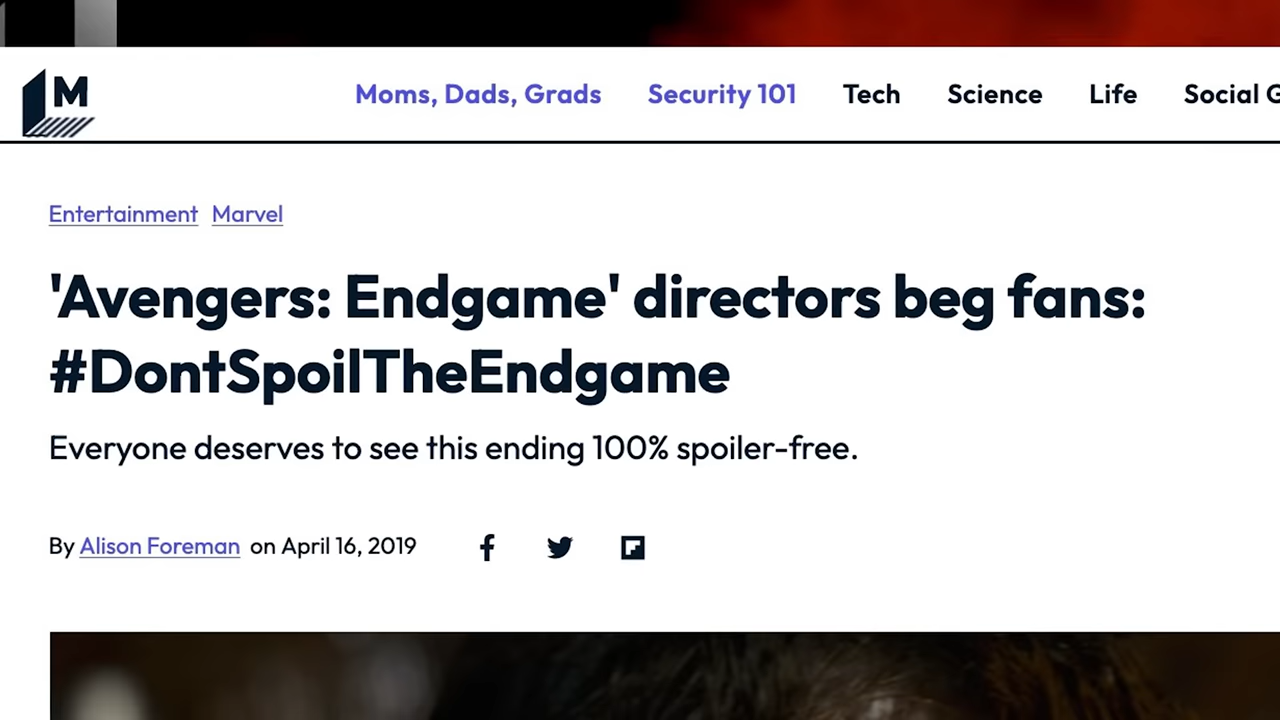 M
Moms, Dads, Grads Security 101 Tech Science Life Social G
Entertainment Marvel
'Avengers: Endgame' directors beg fans:
#DontSpoilTheEndgame
Everyone deserves to see this ending 100% spoiler-free.
By Alison Foreman on April 16, 2019